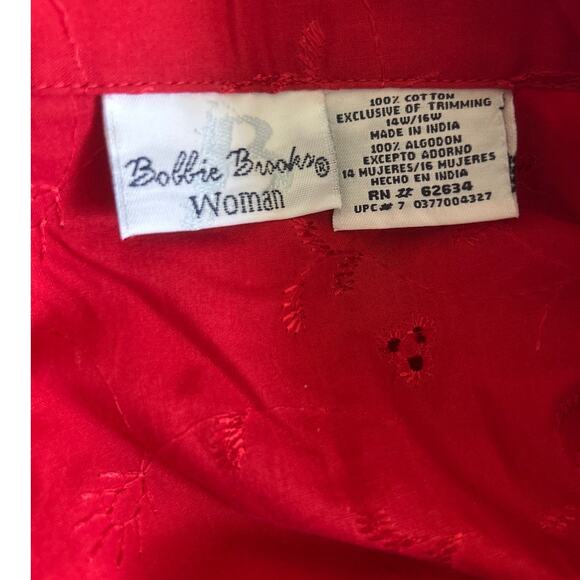 Bobbie Brooks®
Woman
100% COTTON
EXCLUSIVE OF TRIMMING
14W/16W
MADE IN INDIA
100% ALGODON
EXCEPTO ADORNO
14 MUJERES/16 MUJERES
HECHO EN INDIA
RN # 62634
UPC# 7 0377004327